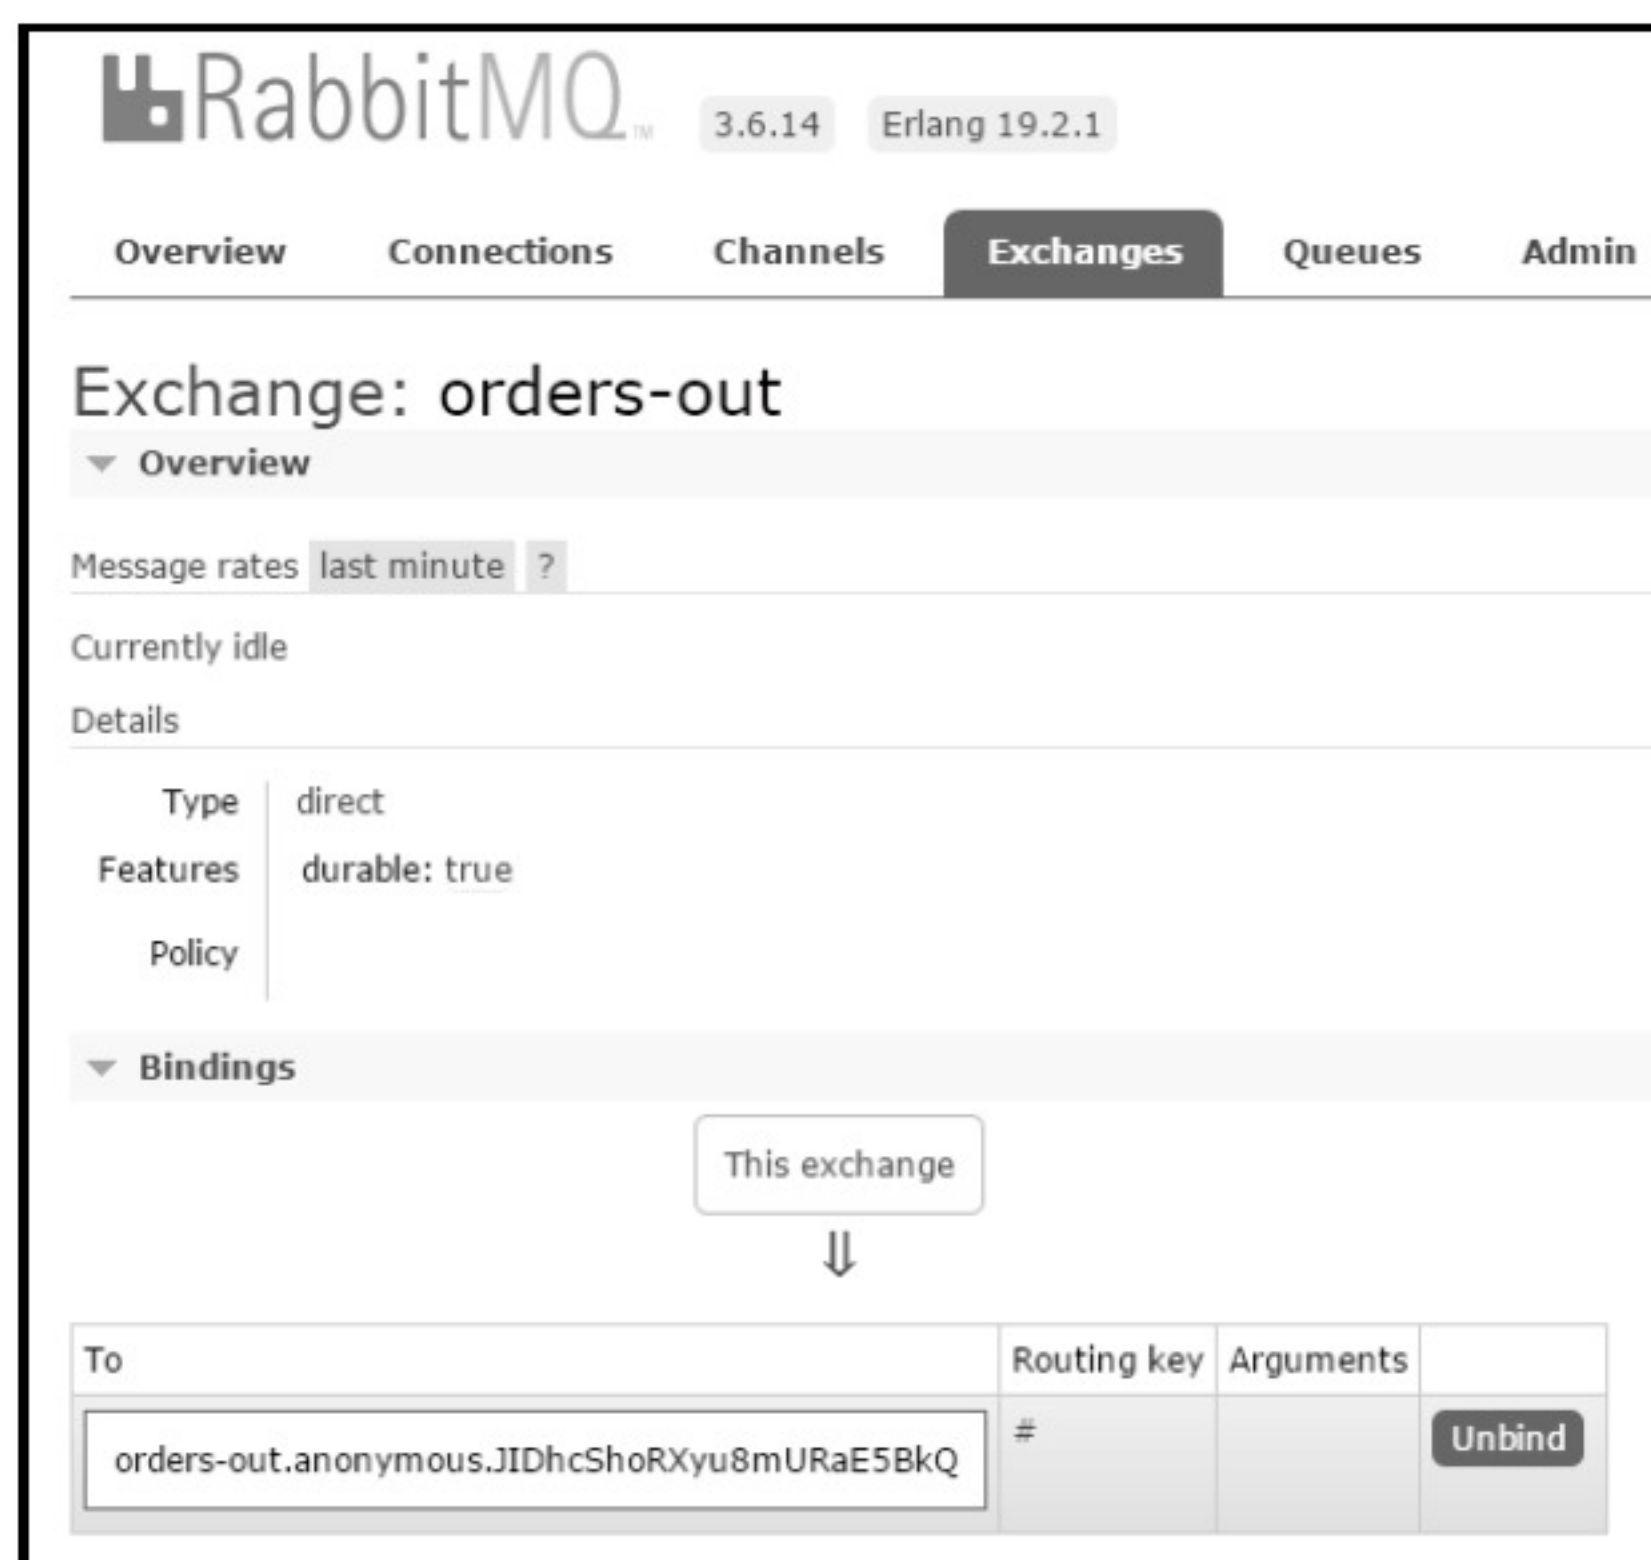 RabbitMQ™ 3.6.14 Erlang 19.2.1
Overview Connections Channels Exchanges Queues Admin
Exchange: orders-out
Overview
Message rates last minute ?
Currently idle
Details
Type direct
Features durable: true
Policy
Bindings
This exchange
⇓
To Routing key Arguments
orders-out.anonymous.JIDhcShoRXyu8mURaE5BkQ # Unbind